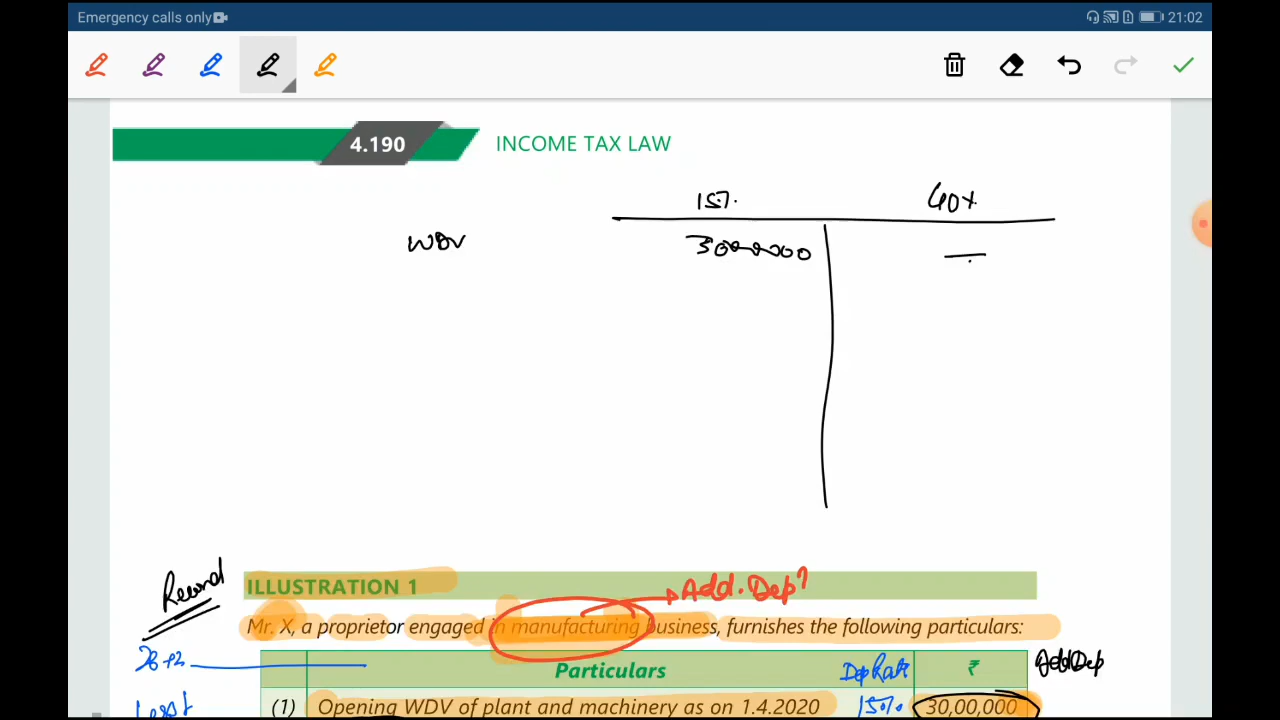 Emergency calls only 21:02
4.190 INCOME TAX LAW
15% 40%
WDV 3000000 —
Record
ILLUSTRATION 1
Add. Dep?
Mr. X, a proprietor engaged in manufacturing business, furnishes the following particulars:
Particulars Dep Rate ₹ Add Dep
(1) Opening WDV of plant and machinery as on 1.4.2020 15% 30,00,000